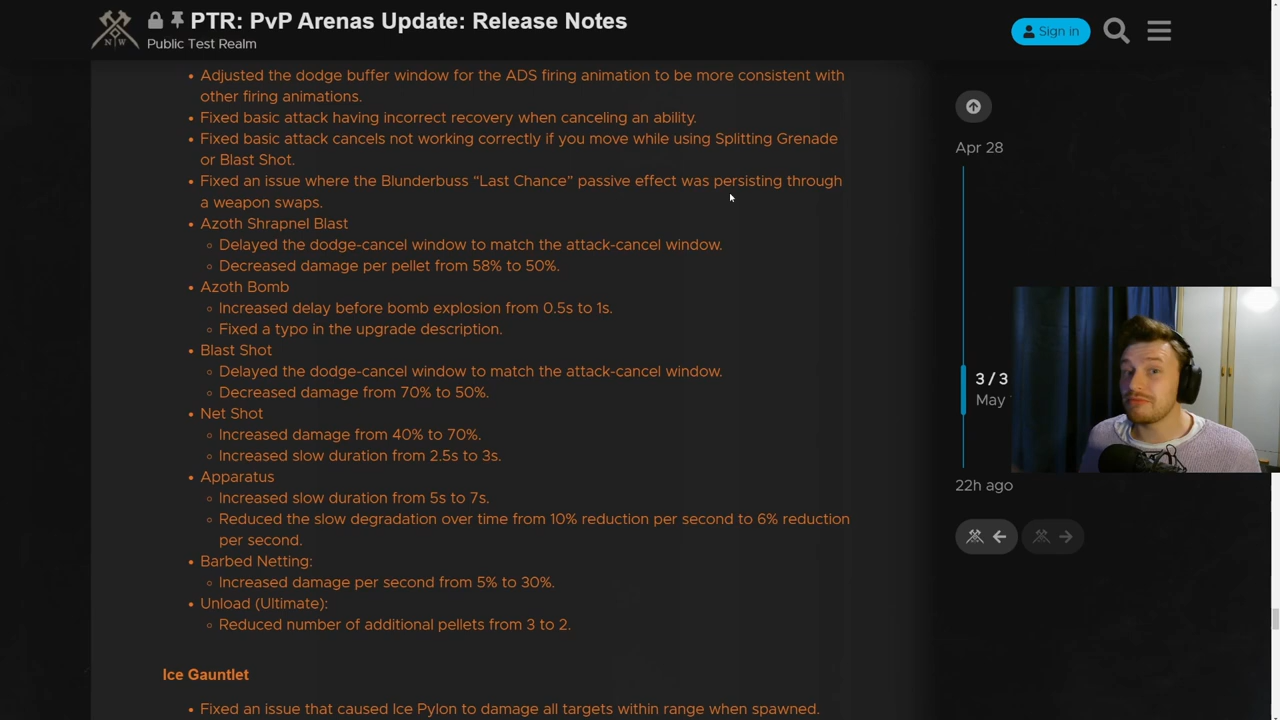 PTR: PvP Arenas Update: Release Notes
Public Test Realm
NW
Sign in
Adjusted the dodge buffer window for the ADS firing animation to be more consistent with
other firing animations.
Fixed basic attack having incorrect recovery when canceling an ability.
Fixed basic attack cancels not working correctly if you move while using Splitting Grenade
or Blast Shot.
Fixed an issue where the Blunderbuss “Last Chance” passive effect was persisting through
a weapon swaps.
Azoth Shrapnel Blast
Delayed the dodge-cancel window to match the attack-cancel window.
Decreased damage per pellet from 58% to 50%.
Azoth Bomb
Increased delay before bomb explosion from 0.5s to 1s.
Fixed a typo in the upgrade description.
Blast Shot
Delayed the dodge-cancel window to match the attack-cancel window.
Decreased damage from 70% to 50%.
Net Shot
Increased damage from 40% to 70%.
Increased slow duration from 2.5s to 3s.
Apparatus
Increased slow duration from 5s to 7s.
Reduced the slow degradation over time from 10% reduction per second to 6% reduction
per second.
Barbed Netting:
Increased damage per second from 5% to 30%.
Unload (Ultimate):
Reduced number of additional pellets from 3 to 2.
Ice Gauntlet
Fixed an issue that caused Ice Pylon to damage all targets within range when spawned.
Apr 28
3 / 3
May
22h ago